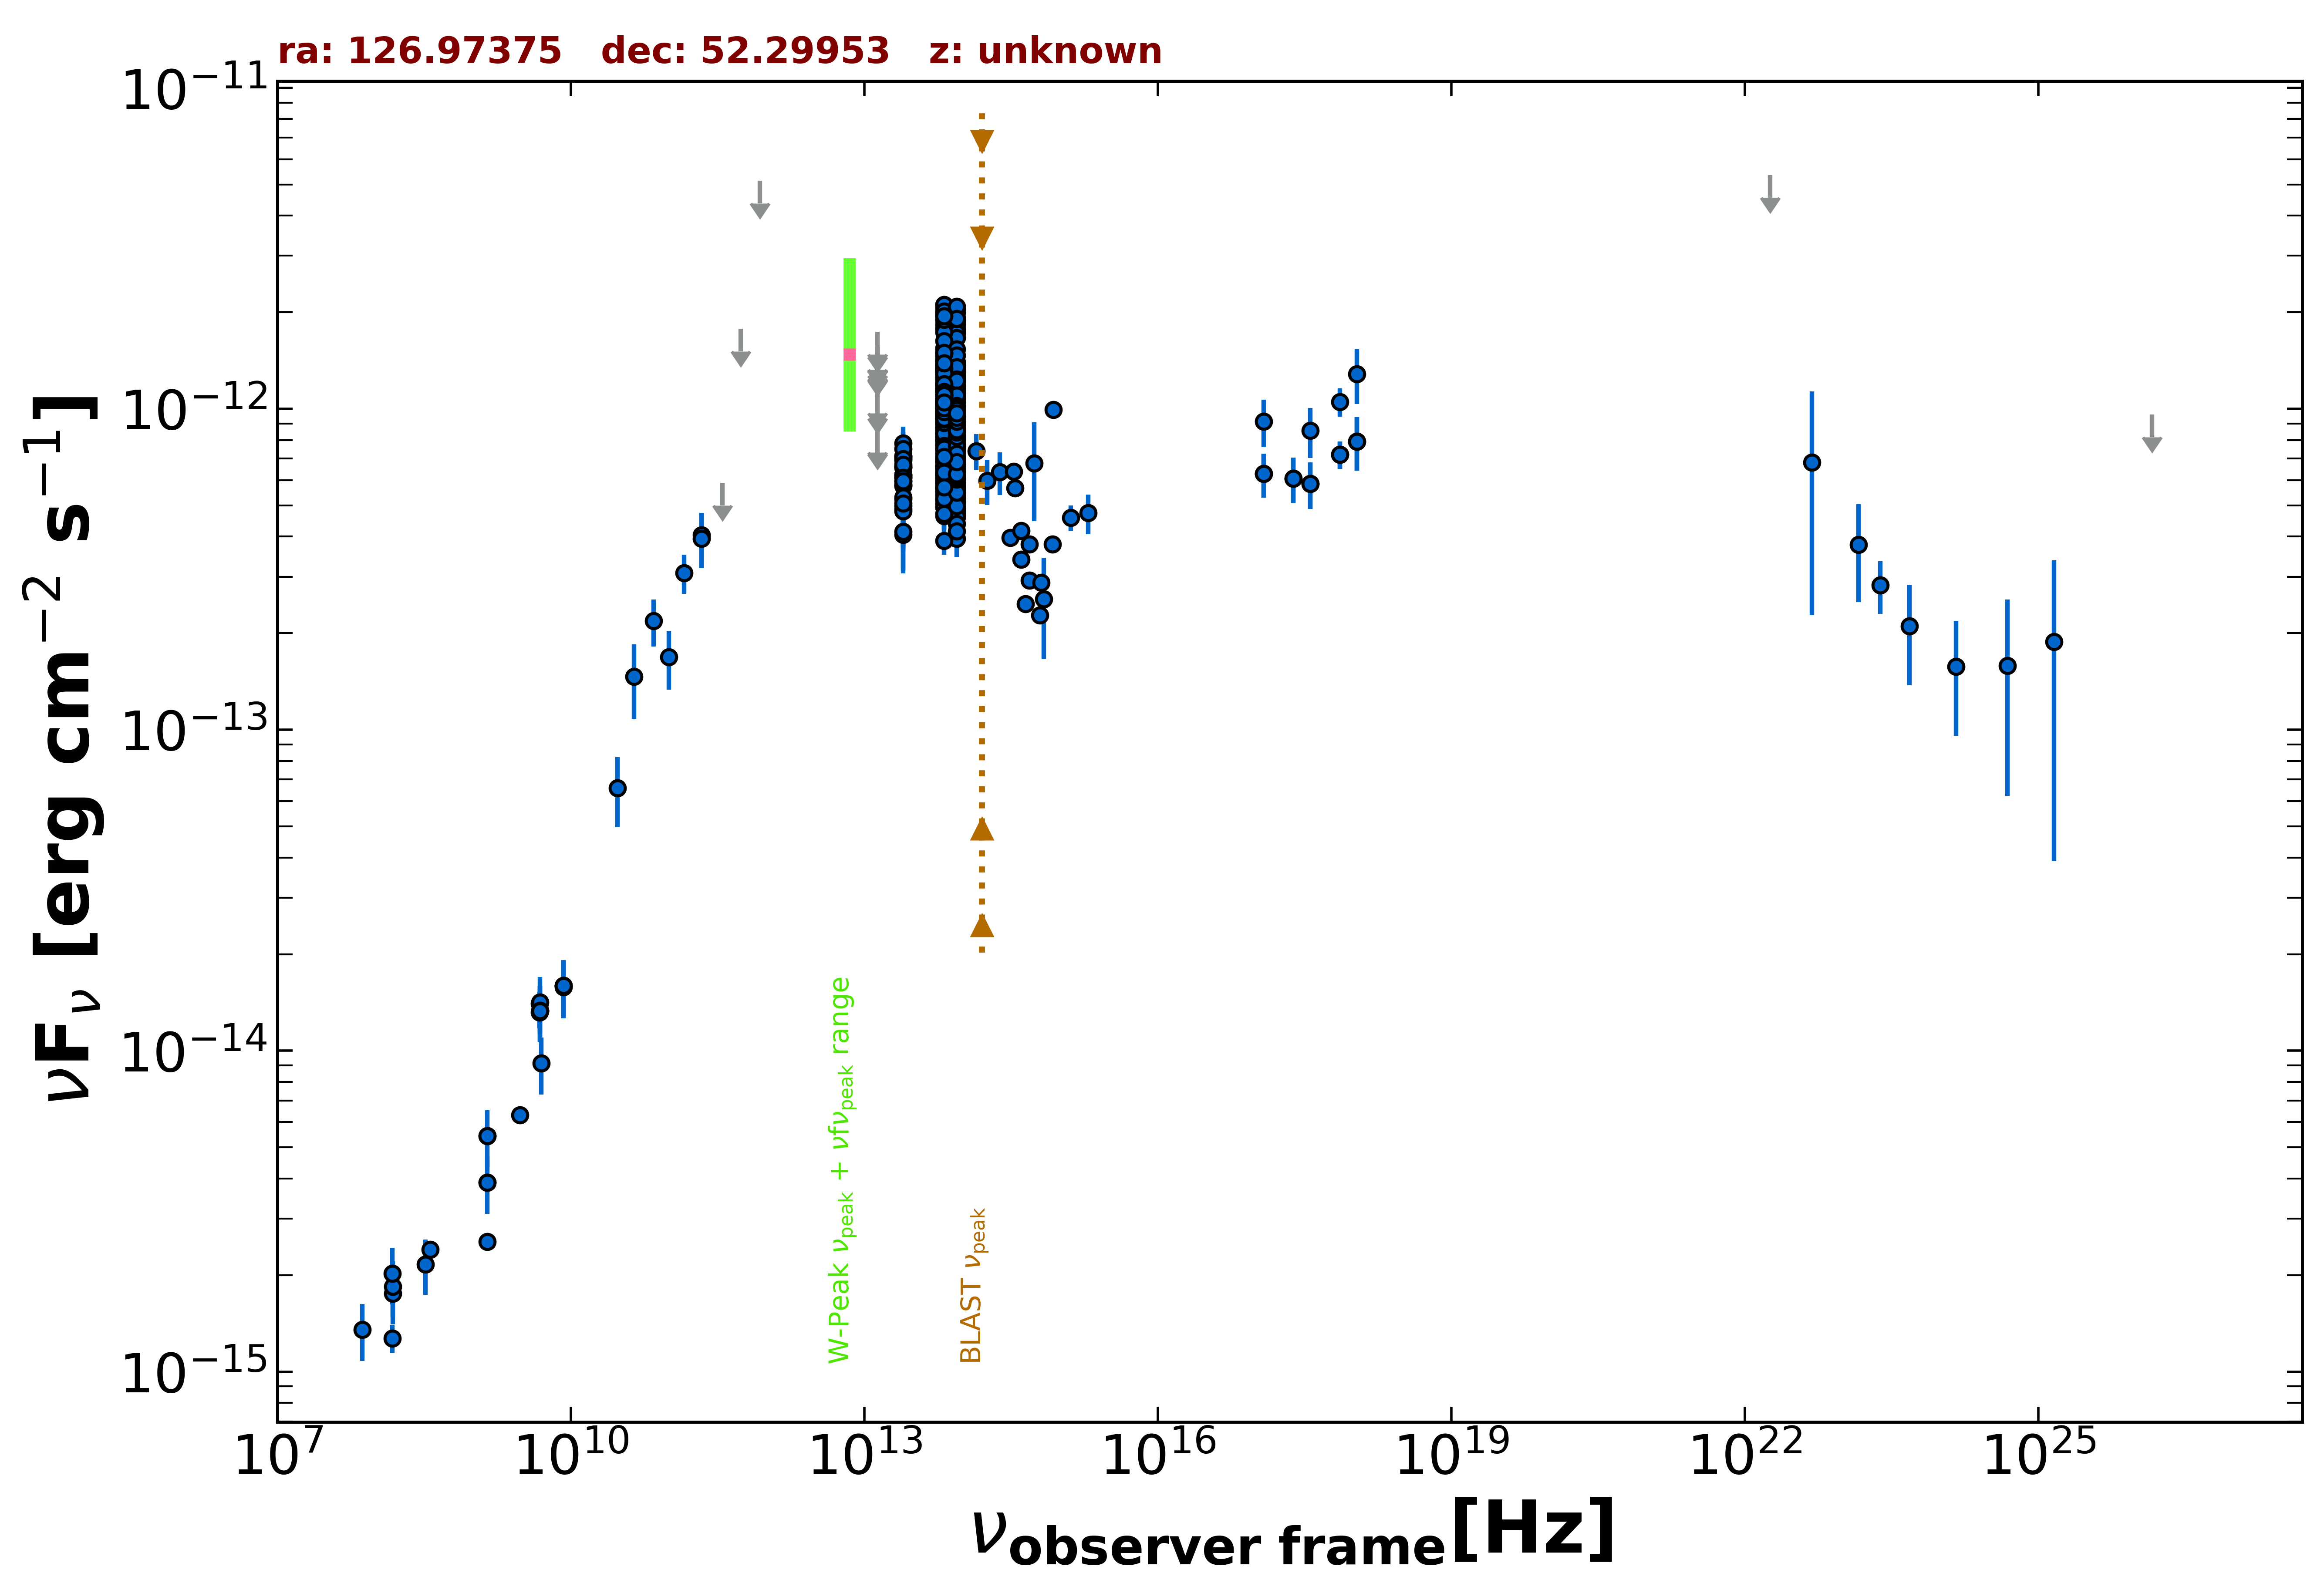 ra: 126.97375 dec: 52.29953 z: unknown
10⁻¹¹
10⁻¹²
10⁻¹³
10⁻¹⁴
10⁻¹⁵
νFν [erg cm⁻² s⁻¹]
W-Peak νpeak + νfνpeak range
BLAST νpeak
10⁷ 10¹⁰ 10¹³ 10¹⁶ 10¹⁹ 10²² 10²⁵
νobserver frame[Hz]